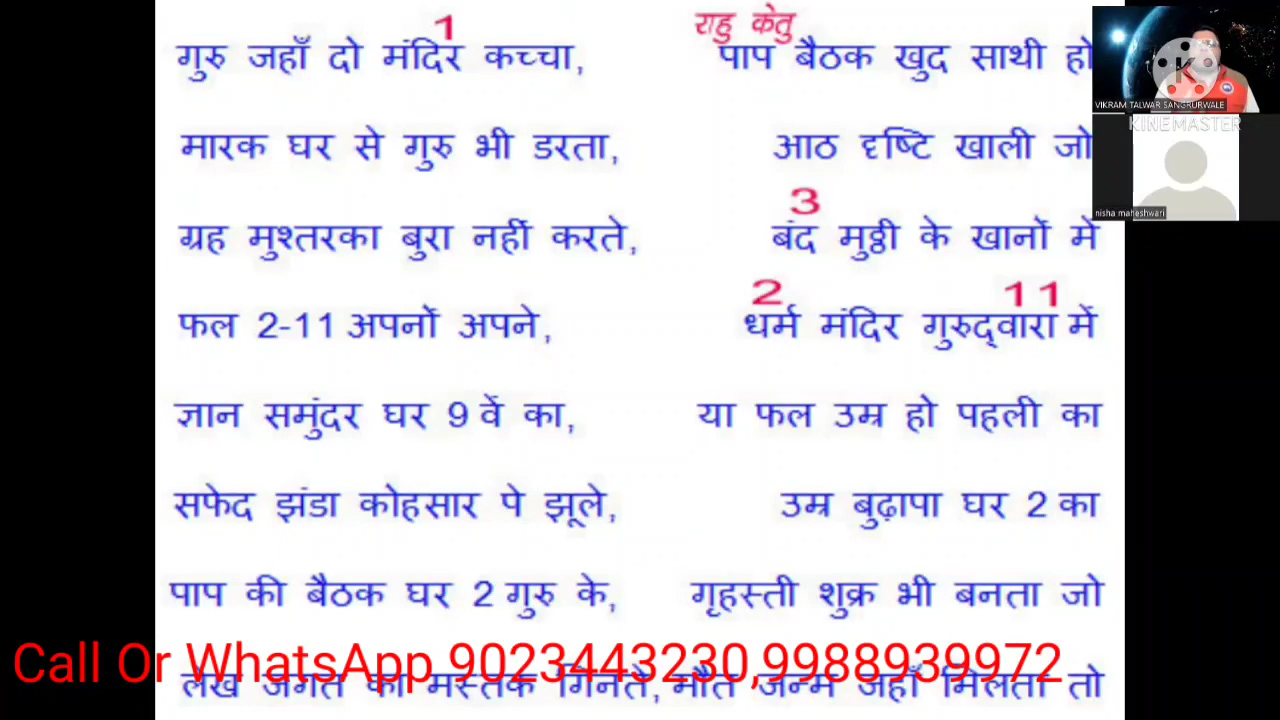 1 राहु केतु
गुरु जहाँ दो मंदिर कच्चा, पाप बैठक खुद साथी हो
VIKRAM TALWAR SANGRURWALE
KINEMASTER
मारक घर से गुरु भी डरता, आठ दृष्टि खाली जो
3
nisha maheshwari
ग्रह मुश्तरका बुरा नहीं करते, बंद मुठ्ठी के खानों में
2 11
फल 2-11 अपनों अपने, धर्म मंदिर गुरुद्वारा में
ज्ञान समुंदर घर 9 वें का, या फल उम्र हो पहली का
सफेद झंडा कोहसार पे झूले, उम्र बुढ़ापा घर 2 का
पाप की बैठक घर 2 गुरु के, गृहस्ती शुक्र भी बनता जो
Call Or WhatsApp 9023443230,9988939972
लेख जगत का मस्तक गिनते, मौत जन्म जहाँ मिलता तो